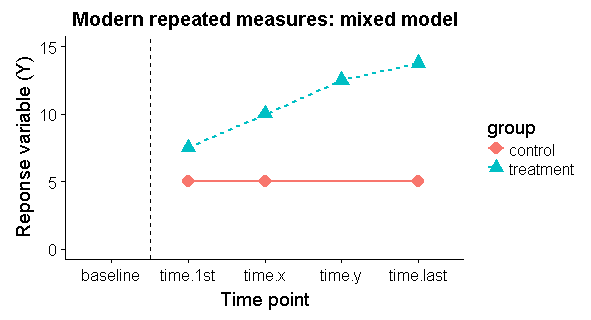 Modern repeated measures: mixed model
Reponse variable (Y)
15
10
5
0
baseline time.1st time.x time.y time.last
Time point
group
control
treatment